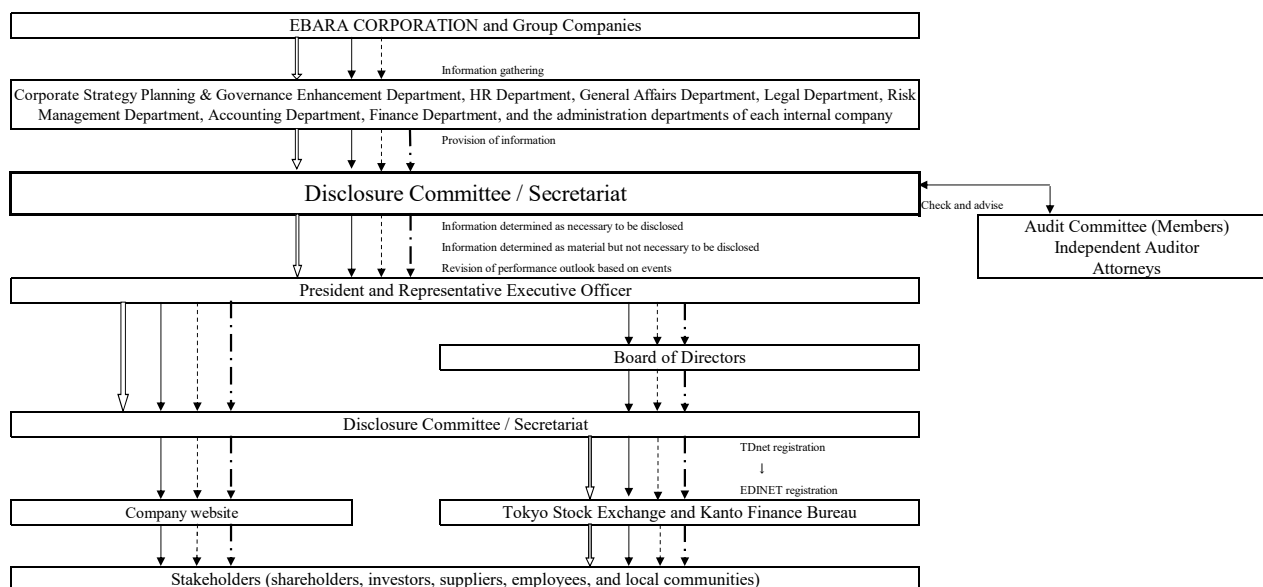 EBARA CORPORATION and Group Companies
Information gathering
Corporate Strategy Planning & Governance Enhancement Department, HR Department, General Affairs Department, Legal Department, Risk
Management Department, Accounting Department, Finance Department, and the administration departments of each internal company
Provision of information
Disclosure Committee / Secretariat
Check and advise
Audit Committee (Members)
Independent Auditor
Attorneys
Information determined as necessary to be disclosed
Information determined as material but not necessary to be disclosed
Revision of performance outlook based on events
President and Representative Executive Officer
Board of Directors
Disclosure Committee / Secretariat
TDnet registration
↓
EDINET registration
Company website
Tokyo Stock Exchange and Kanto Finance Bureau
Stakeholders (shareholders, investors, suppliers, employees, and local communities)